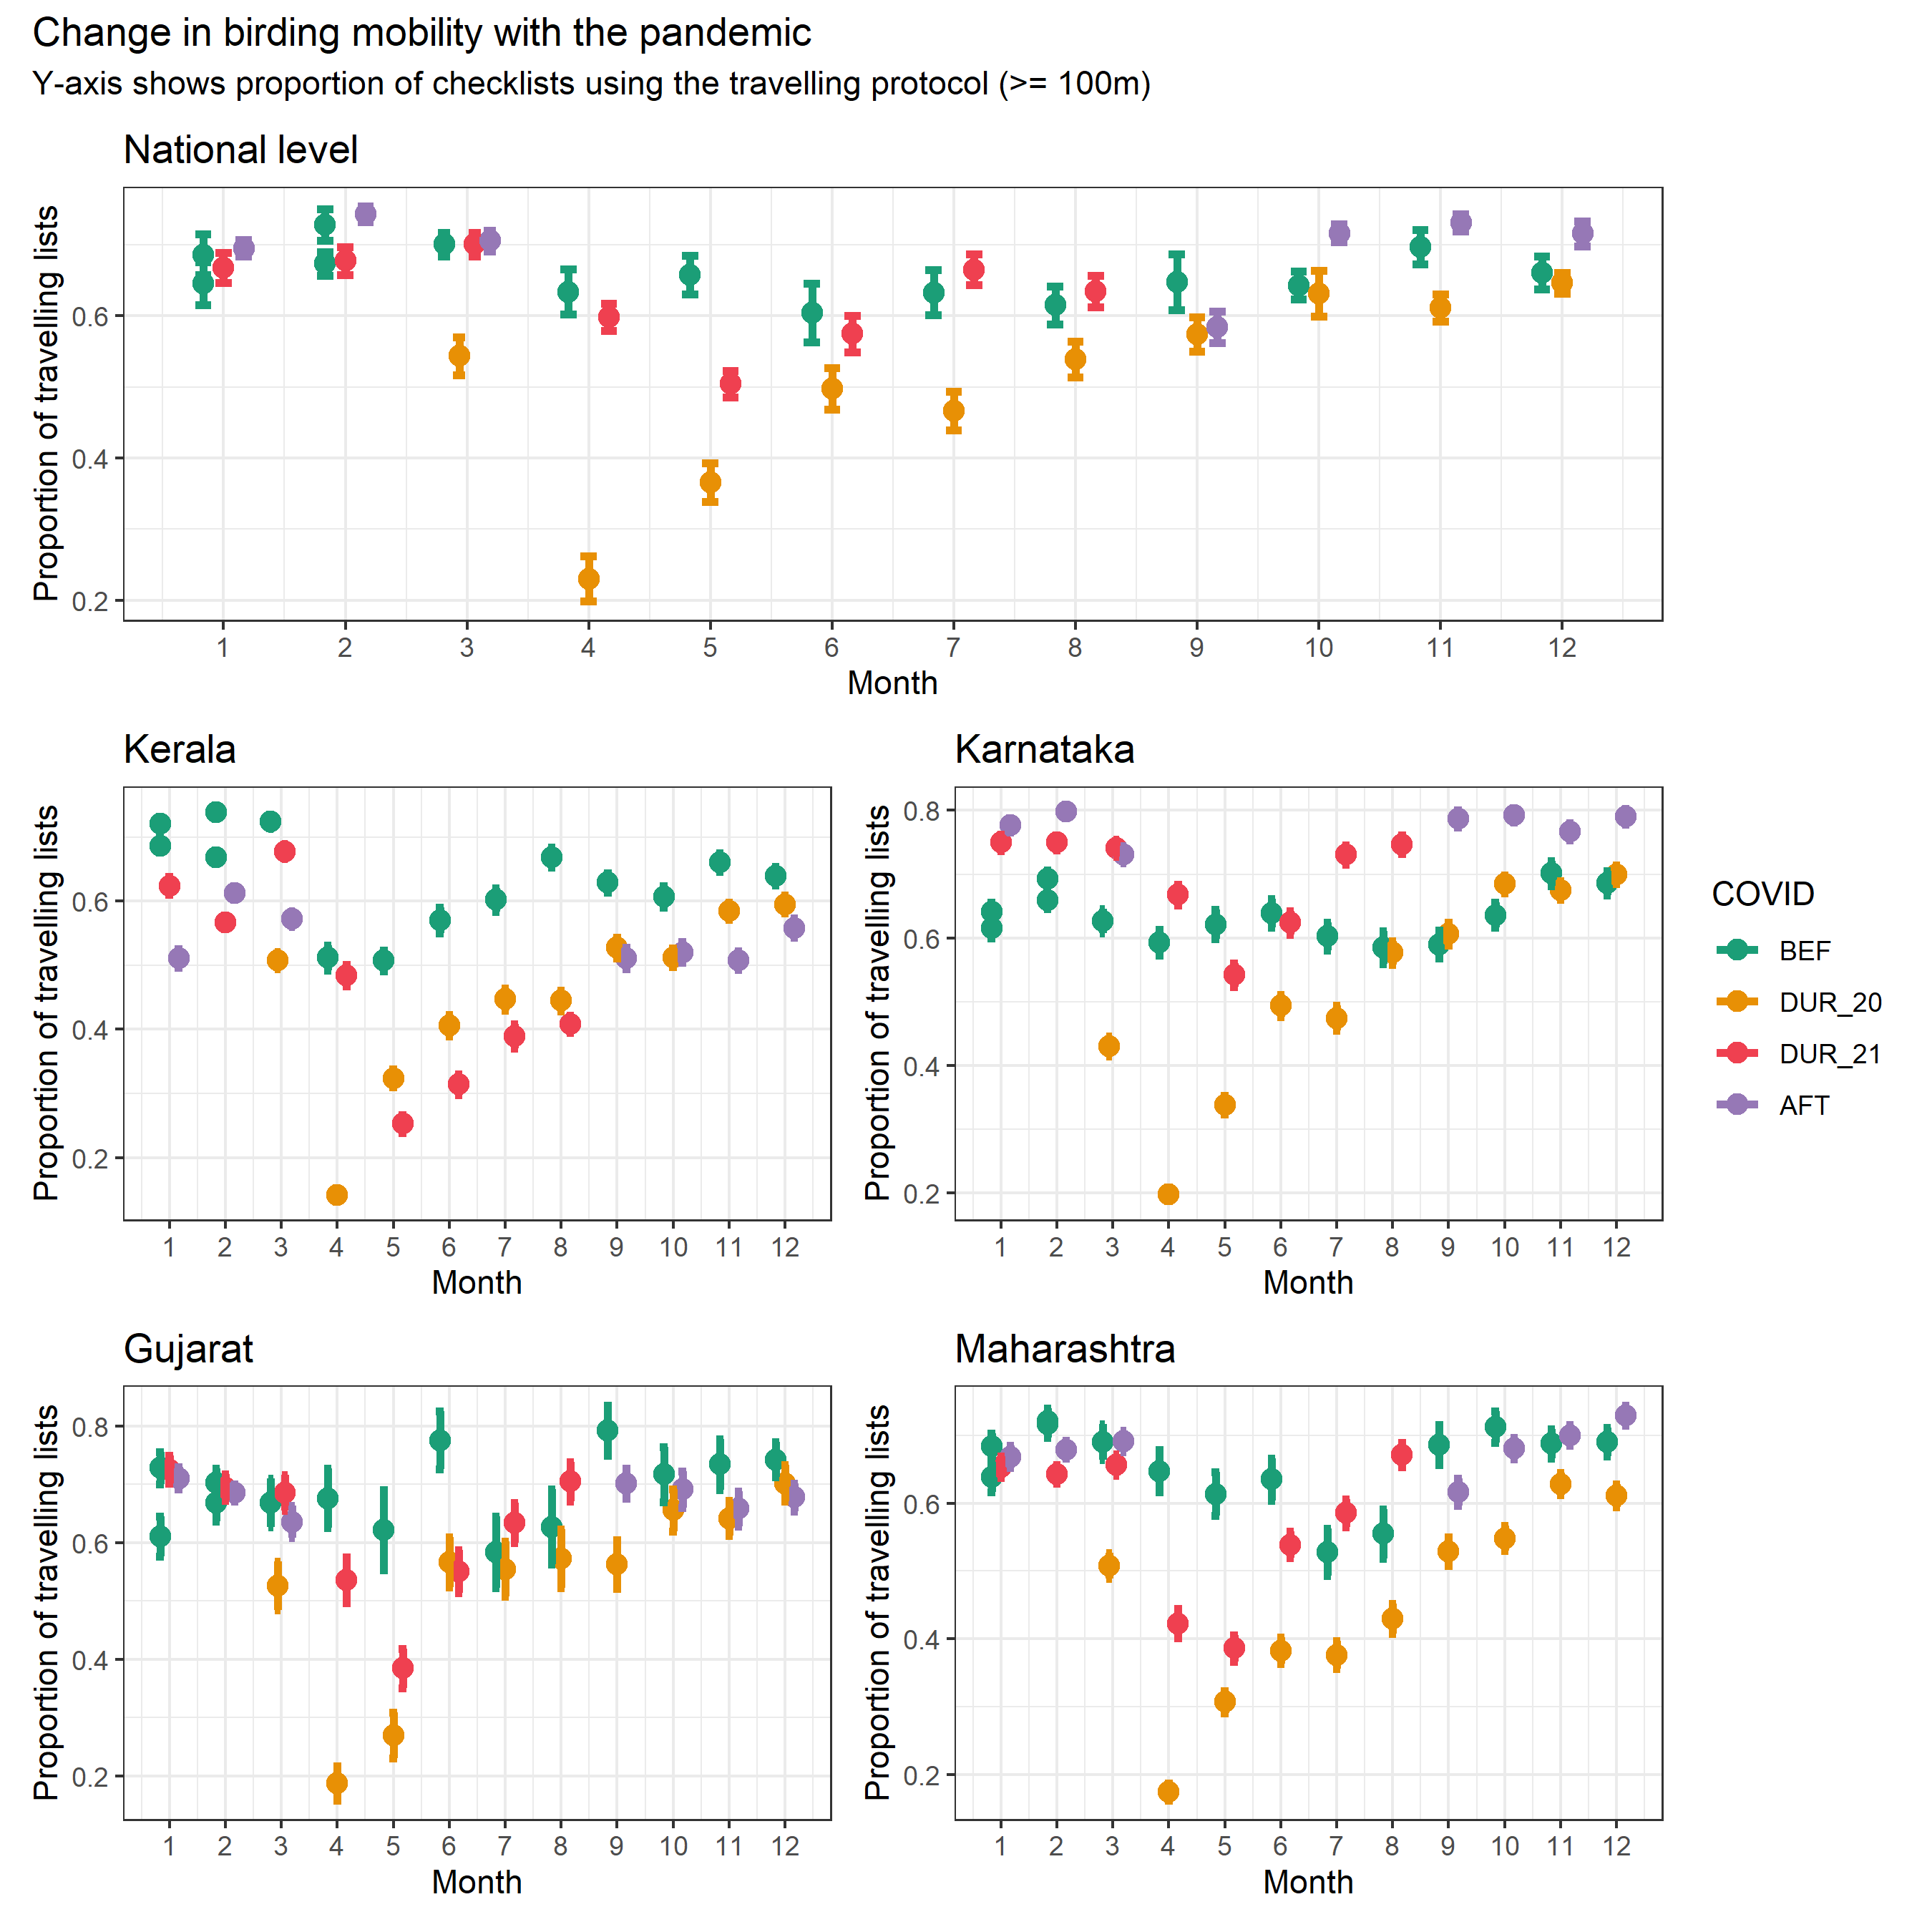 Change in birding mobility with the pandemic
Y-axis shows proportion of checklists using the travelling protocol (>= 100m)
National level
Proportion of travelling lists
0.6
0.4
0.2
1 2 3 4 5 6 7 8 9 10 11 12
Month
Kerala
Proportion of travelling lists
0.6
0.4
0.2
1 2 3 4 5 6 7 8 9 10 11 12
Month
Karnataka
Proportion of travelling lists
0.8
0.6
0.4
0.2
1 2 3 4 5 6 7 8 9 10 11 12
Month
COVID
BEF
DUR_20
DUR_21
AFT
Gujarat
Proportion of travelling lists
0.8
0.6
0.4
0.2
1 2 3 4 5 6 7 8 9 10 11 12
Month
Maharashtra
Proportion of travelling lists
0.6
0.4
0.2
1 2 3 4 5 6 7 8 9 10 11 12
Month